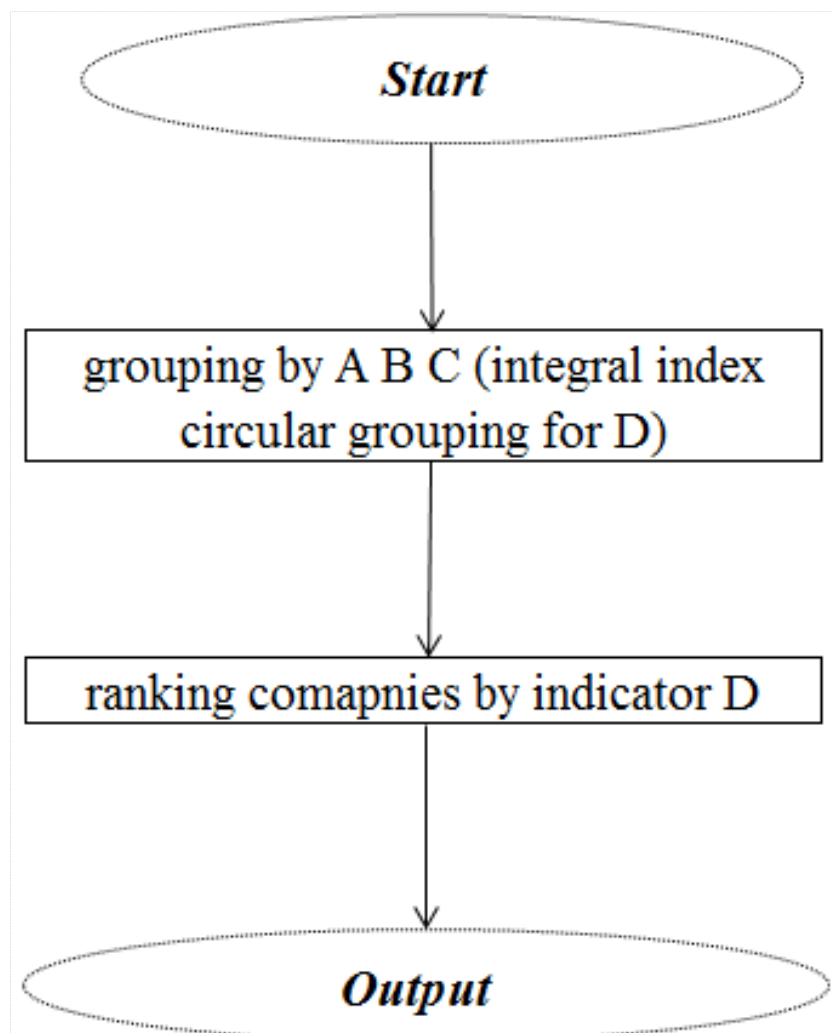 Start
grouping by A B C (integral index
circular grouping for D)
ranking comapnies by indicator D
Output